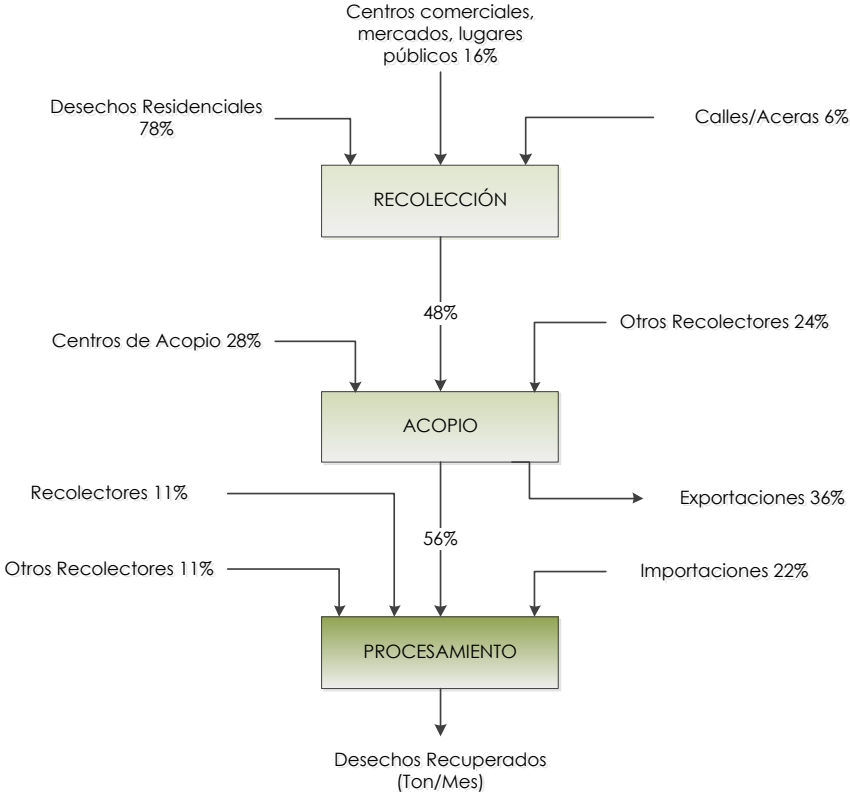 Centros comerciales,
mercados, lugares
públicos 16%
Desechos Residenciales
78%
Calles/Aceras 6%
RECOLECCIÓN
48%
Otros Recolectores 24%
Centros de Acopio 28%
ACOPIO
Recolectores 11%
Exportaciones 36%
56%
Otros Recolectores 11%
Importaciones 22%
PROCESAMIENTO
Desechos Recuperados
(Ton/Mes)